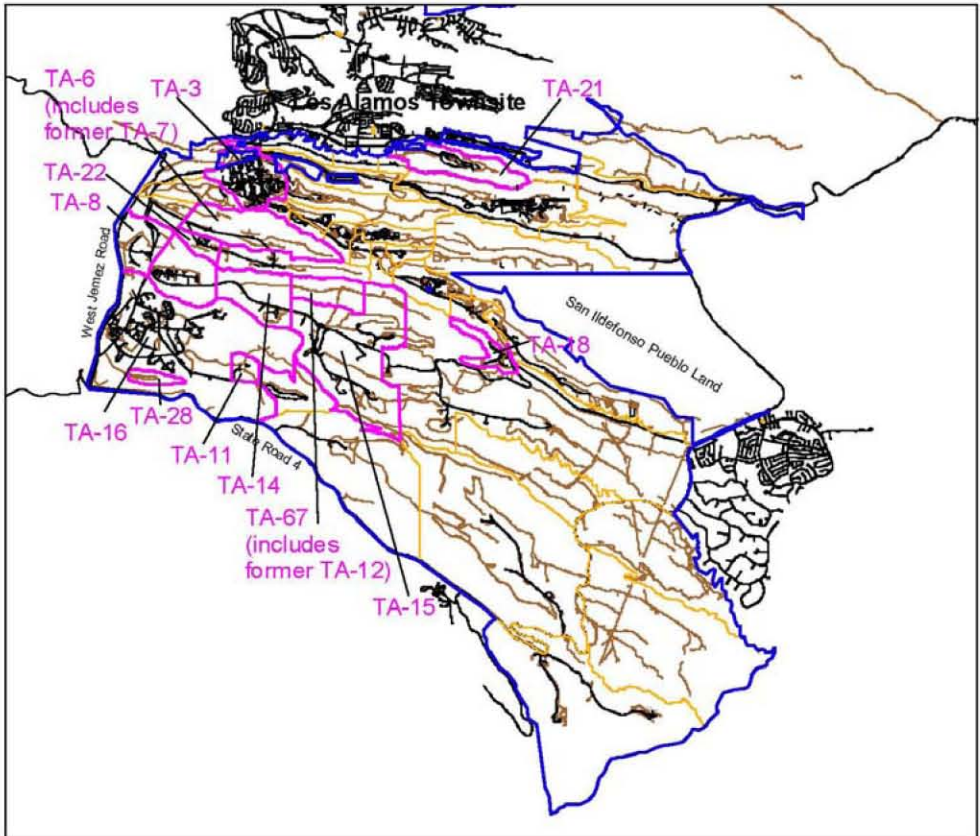 TA-6
(includes
former TA-7)
TA-3
Los Alamos Townsite
TA-21
TA-22
TA-8
West Jemez Road
San Ildefonso Pueblo Land
TA-18
TA-28
TA-16
TA-11
State Road 4
TA-14
TA-67
(includes
former TA-12)
TA-15